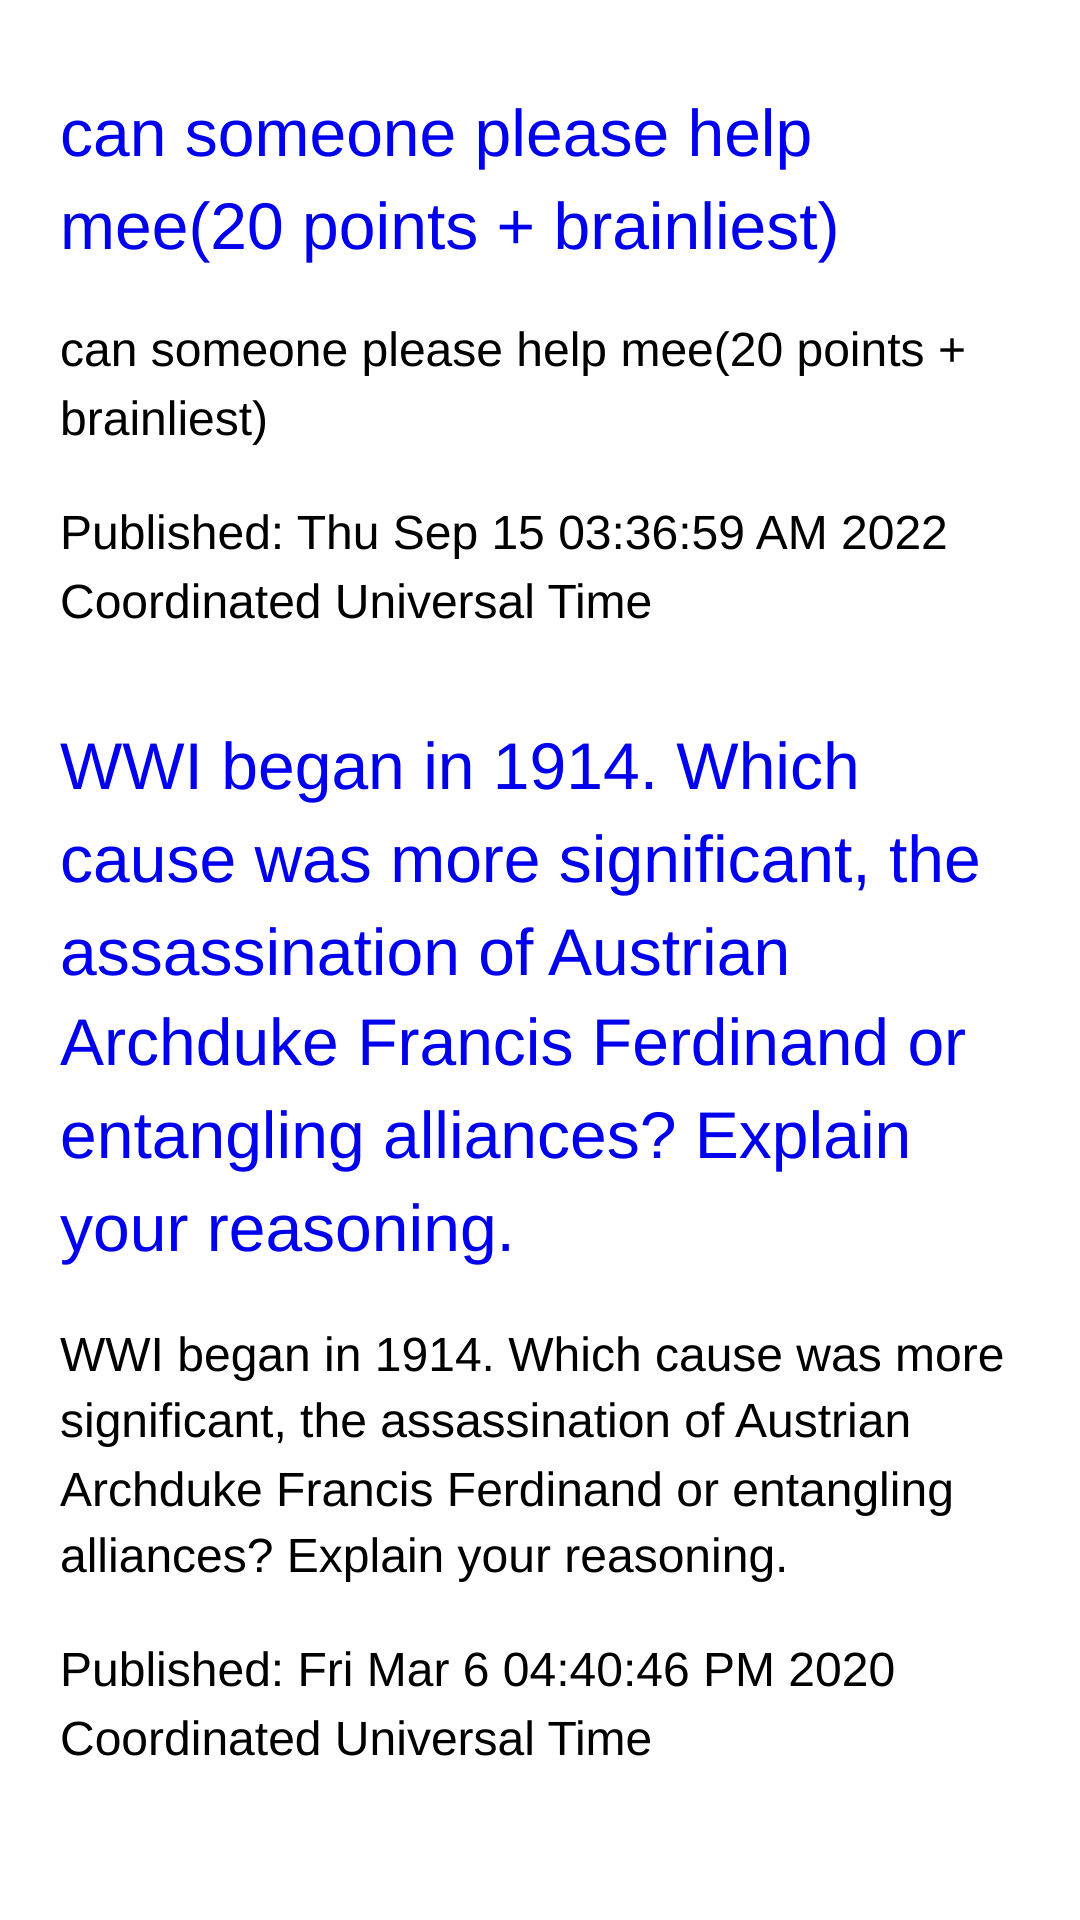 can someone please help
mee(20 points + brainliest)
can someone please help mee(20 points +
brainliest)
Published: Thu Sep 15 03:36:59 AM 2022
Coordinated Universal Time
WWI began in 1914. Which
cause was more significant, the
assassination of Austrian
Archduke Francis Ferdinand or
entangling alliances? Explain
your reasoning.
WWI began in 1914. Which cause was more
significant, the assassination of Austrian
Archduke Francis Ferdinand or entangling
alliances? Explain your reasoning.
Published: Fri Mar 6 04:40:46 PM 2020
Coordinated Universal Time